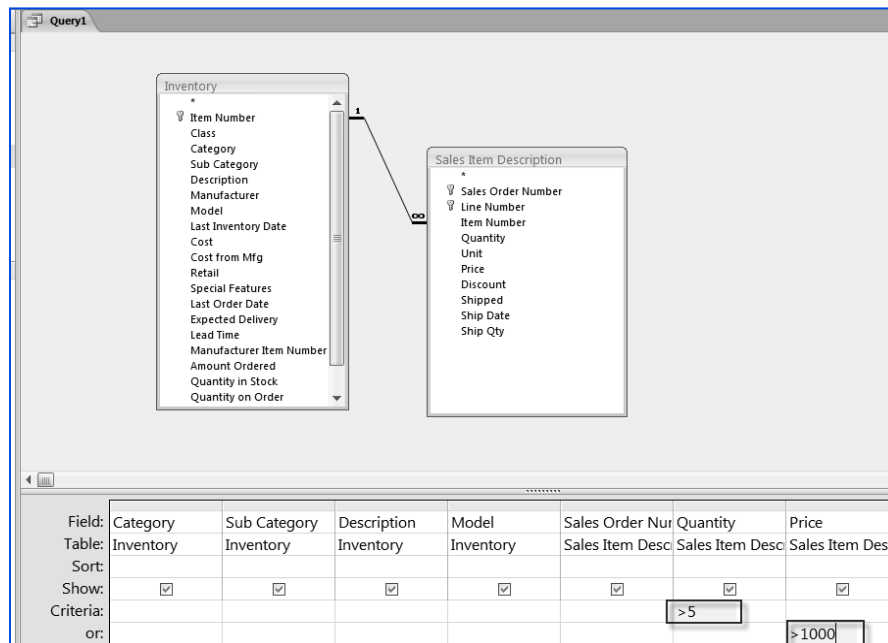 Query1
Inventory
*
Item Number
Class
Category
Sub Category
Description
Manufacturer
Model
Last Inventory Date
Cost
Cost from Mfg
Retail
Special Features
Last Order Date
Expected Delivery
Lead Time
Manufacturer Item Number
Amount Ordered
Quantity in Stock
Quantity on Order
1
∞
Sales Item Description
*
Sales Order Number
Line Number
Item Number
Quantity
Unit
Price
Discount
Shipped
Ship Date
Ship Qty
Field: Category Sub Category Description Model Sales Order Nur Quantity Price
Table: Inventory Inventory Inventory Inventory Sales Item Desc Sales Item Desc Sales Item Des
Sort:
Show:
Criteria: >5
or: >1000